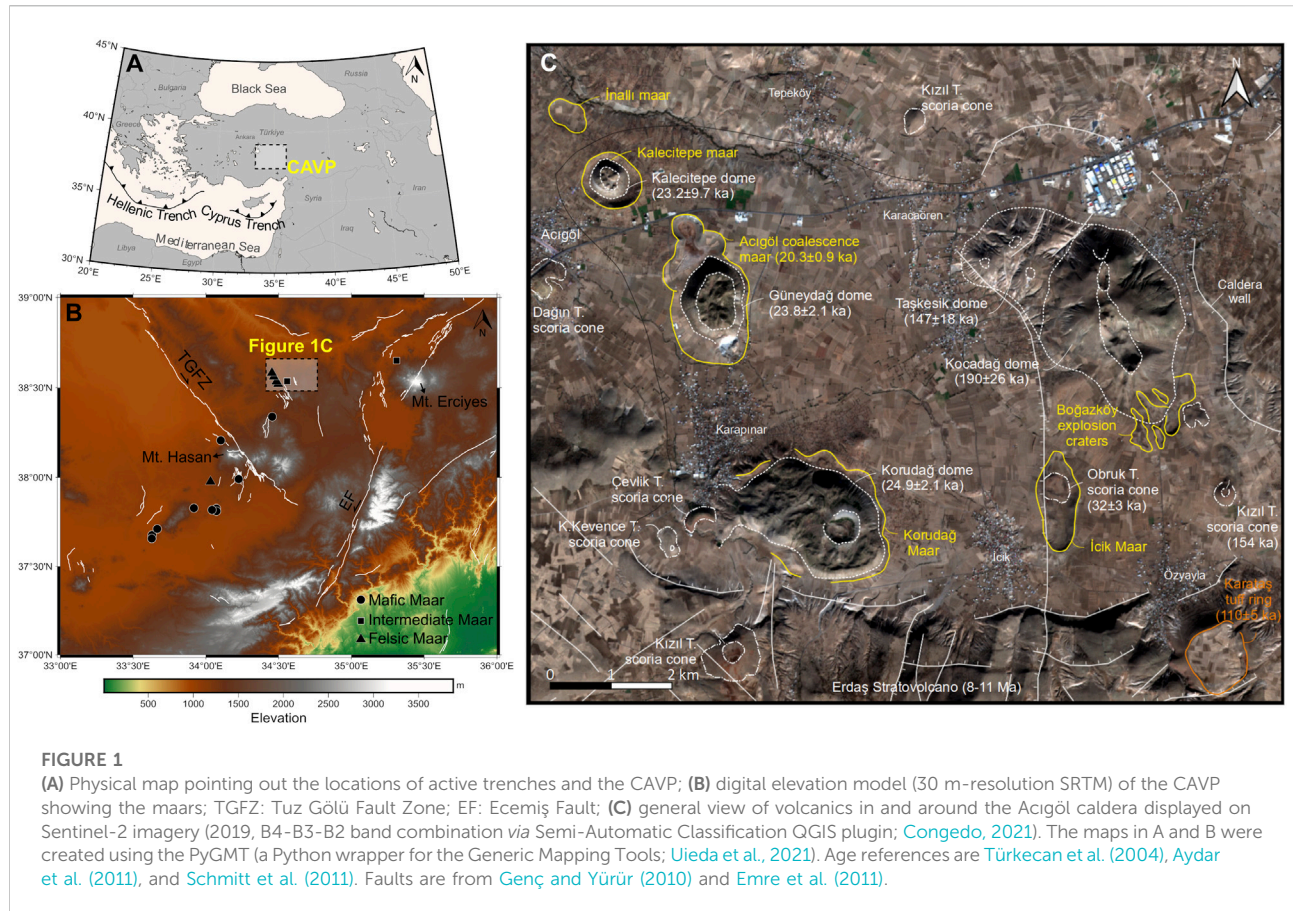 A
45°N
40°N
35°N
30°N
20°E
25°E
30°E
35°E
40°E
45°E
50°E
N
Russia
Bulgaria
Black Sea
Greece
Ankara
Türkiye
CAVP
Iran
Syria
Iraq
Hellenic Trench
Cyprus Trench
Mediterranean Sea
Libya
Egypt
B
39°00'N
38°30'N
38°00'N
37°30'N
37°00'N
33°00'E
33°30'E
34°00'E
34°30'E
35°00'E
35°30'E
36°00'E
N
TGFZ
Figure 1C
Mt. Erciyes
Mt. Hasan
EF
Mafic Maar
Intermediate Maar
Felsic Maar
m
500
1000
1500
2000
2500
3000
3500
Elevation
C
N
İnallı maar
Tepeköy
Kızıl T.
scoria cone
Kalecitepe maar
Kalecitepe dome
(23.2±9.7 ka)
Karacaören
Acıgöl
Acıgöl coalescence
maar (20.3±0.9 ka)
Güneydağ dome
(23.8±2.1 ka)
Taşkesik dome
(147±18 ka)
Caldera
wall
Dağın T.
scoria cone
Kocadağ dome
(190±26 ka)
Boğazköy
explosion
craters
Karapınar
Korudağ dome
(24.9±2.1 ka)
Obruk T.
scoria cone
(32±3 ka)
Çevlik T.
scoria cone
K.Kevence T.
scoria cone
Korudağ
Maar
İcik
İcik Maar
Kızıl T.
scoria cone
(154 ka)
Özyayla
tuff ring
(110±5 ka)
Kızıl T.
scoria cone
0
1
2 km
Erdaş Stratovolcano (8-11 Ma)
FIGURE 1
(A) Physical map pointing out the locations of active trenches and the CAVP; (B) digital elevation model (30 m-resolution SRTM) of the CAVP
showing the maars; TGFZ: Tuz Gölü Fault Zone; EF: Ecemiş Fault; (C) general view of volcanics in and around the Acıgöl caldera displayed on
Sentinel-2 imagery (2019, B4-B3-B2 band combination via Semi-Automatic Classification QGIS plugin; Congedo, 2021). The maps in A and B were
created using the PyGMT (a Python wrapper for the Generic Mapping Tools; Uieda et al., 2021). Age references are Türkecan et al. (2004), Aydar
et al. (2011), and Schmitt et al. (2011). Faults are from Genç and Yürür (2010) and Emre et al. (2011).